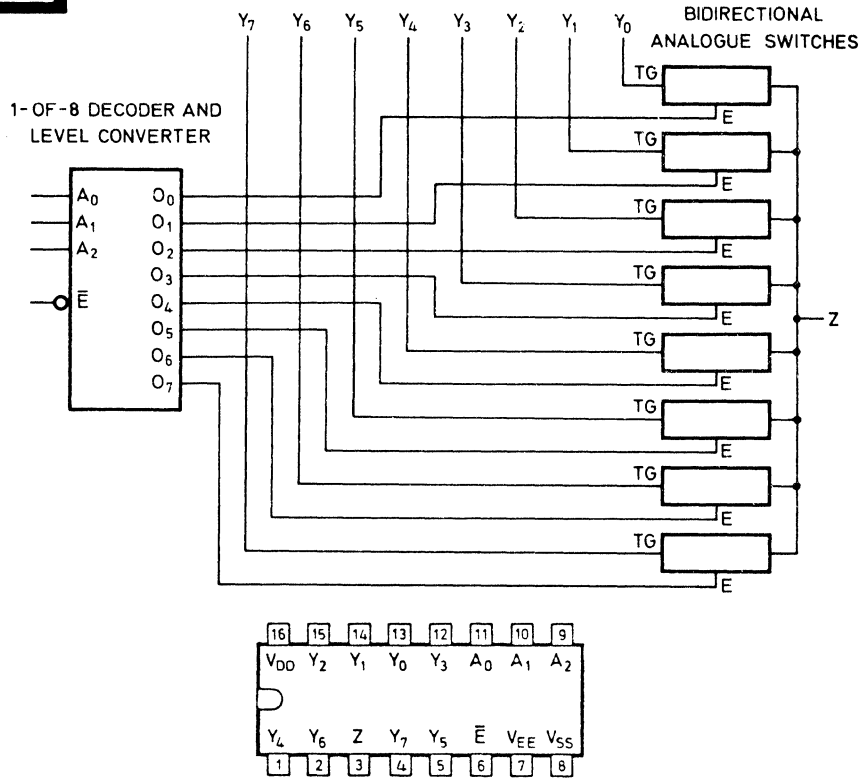 Y7 Y6 Y5 Y4 Y3 Y2 Y1 Y0
BIDIRECTIONAL
ANALOGUE SWITCHES
1-OF-8 DECODER AND
LEVEL CONVERTER
TG
E
TG
E
TG
E
TG
E
TG
E
TG
E
TG
E
TG
E
A0 O0
A1 O1
A2 O2
O3
E̅ O4
O5
O6
O7
Z
16 15 14 13 12 11 10 9
VDD Y2 Y1 Y0 Y3 A0 A1 A2
Y4 Y6 Z Y7 Y5 E̅ VEE VSS
1 2 3 4 5 6 7 8